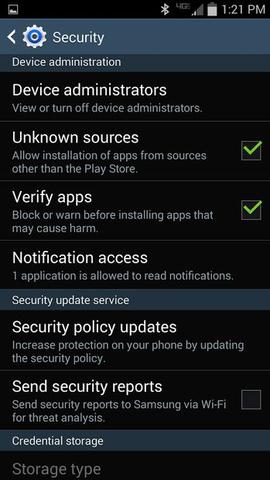 4G 1:21 PM
Security
Device administration
Device administrators
View or turn off device administrators.
Unknown sources
Allow installation of apps from sources
other than the Play Store.
Verify apps
Block or warn before installing apps that
may cause harm.
Notification access
1 application is allowed to read notifications.
Security update service
Security policy updates
Increase protection on your phone by updating
the security policy.
Send security reports
Send security reports to Samsung via Wi-Fi
for threat analysis.
Credential storage
Storage type